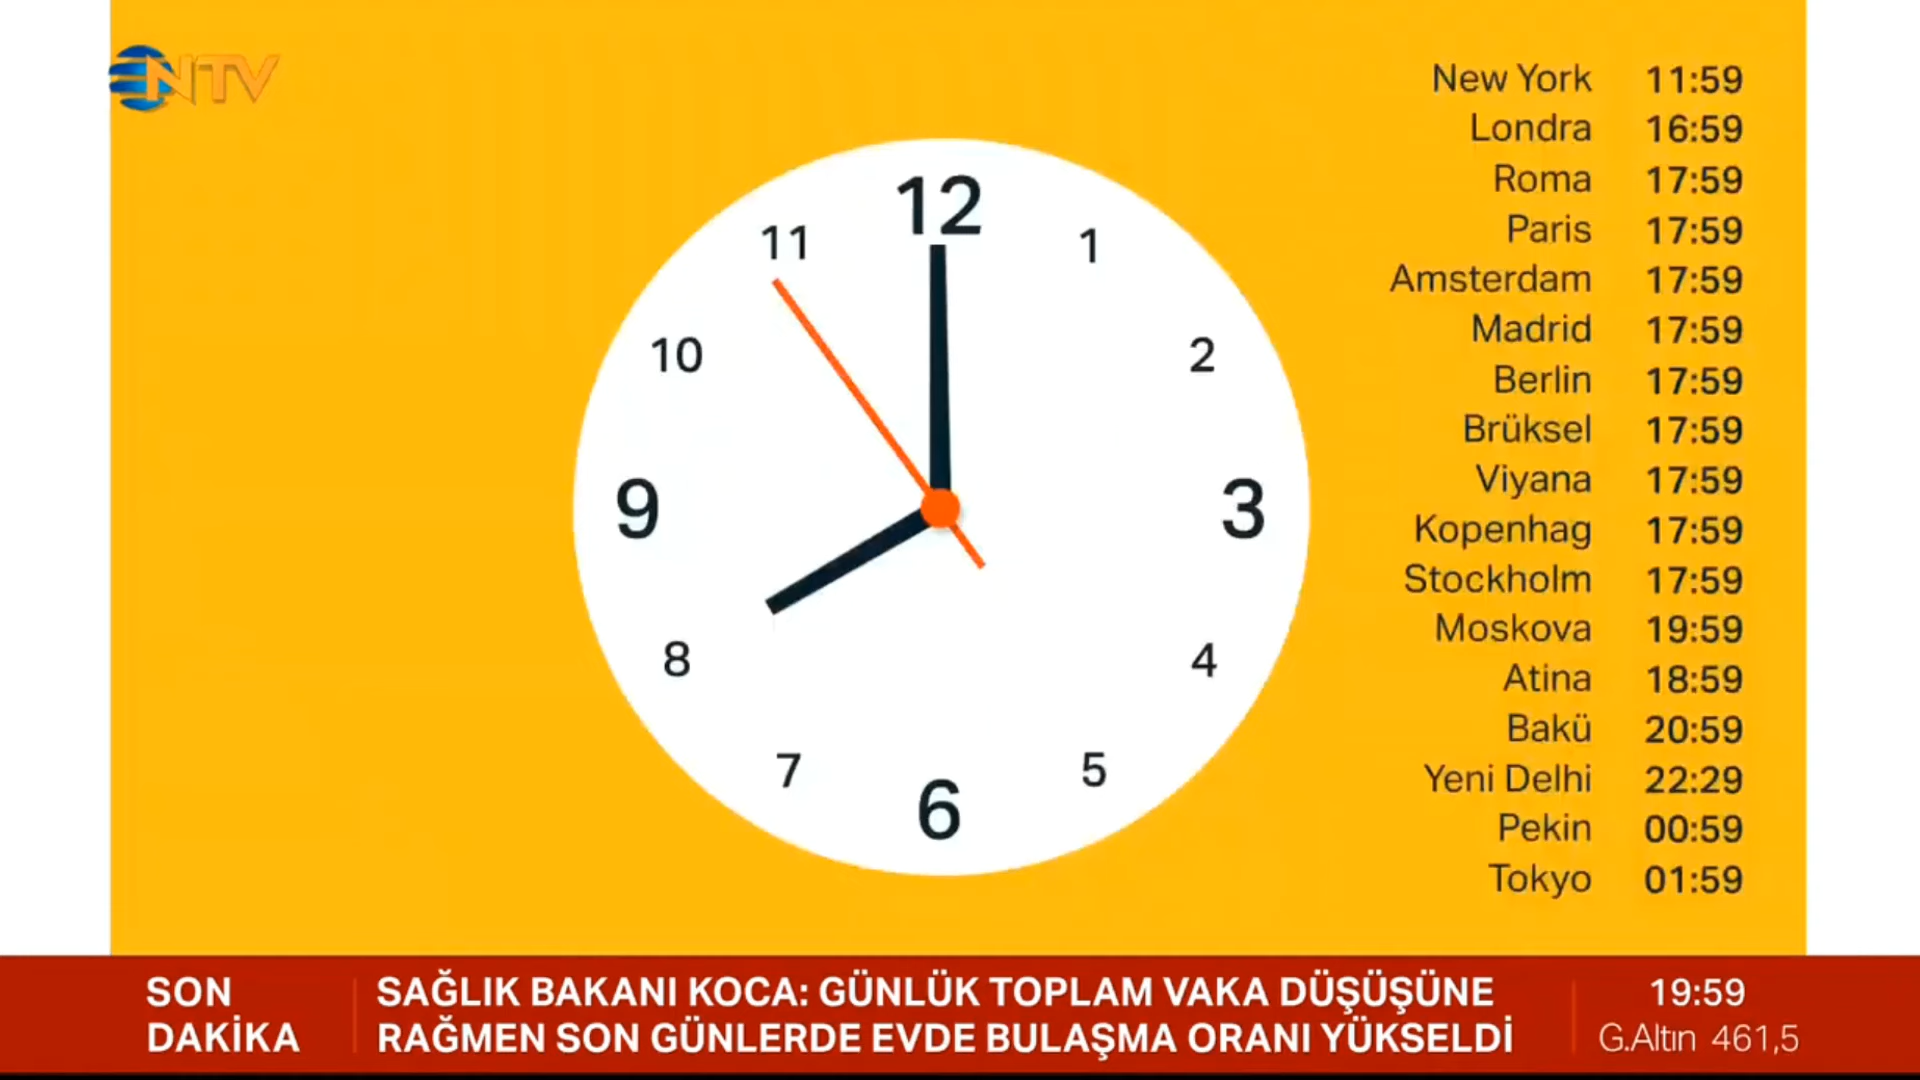 NTV
New York 11:59
Londra 16:59
Roma 17:59
Paris 17:59
Amsterdam 17:59
Madrid 17:59
Berlin 17:59
Brüksel 17:59
Viyana 17:59
Kopenhag 17:59
Stockholm 17:59
Moskova 19:59
Atina 18:59
Bakü 20:59
Yeni Delhi 22:29
Pekin 00:59
Tokyo 01:59
12
1
2
3
4
5
6
7
8
9
10
11
SON
DAKİKA
SAĞLIK BAKANI KOCA: GÜNLÜK TOPLAM VAKA DÜŞÜŞÜNE
RAĞMEN SON GÜNLERDE EVDE BULAŞMA ORANI YÜKSELDİ
19:59
G.Altın 461,5